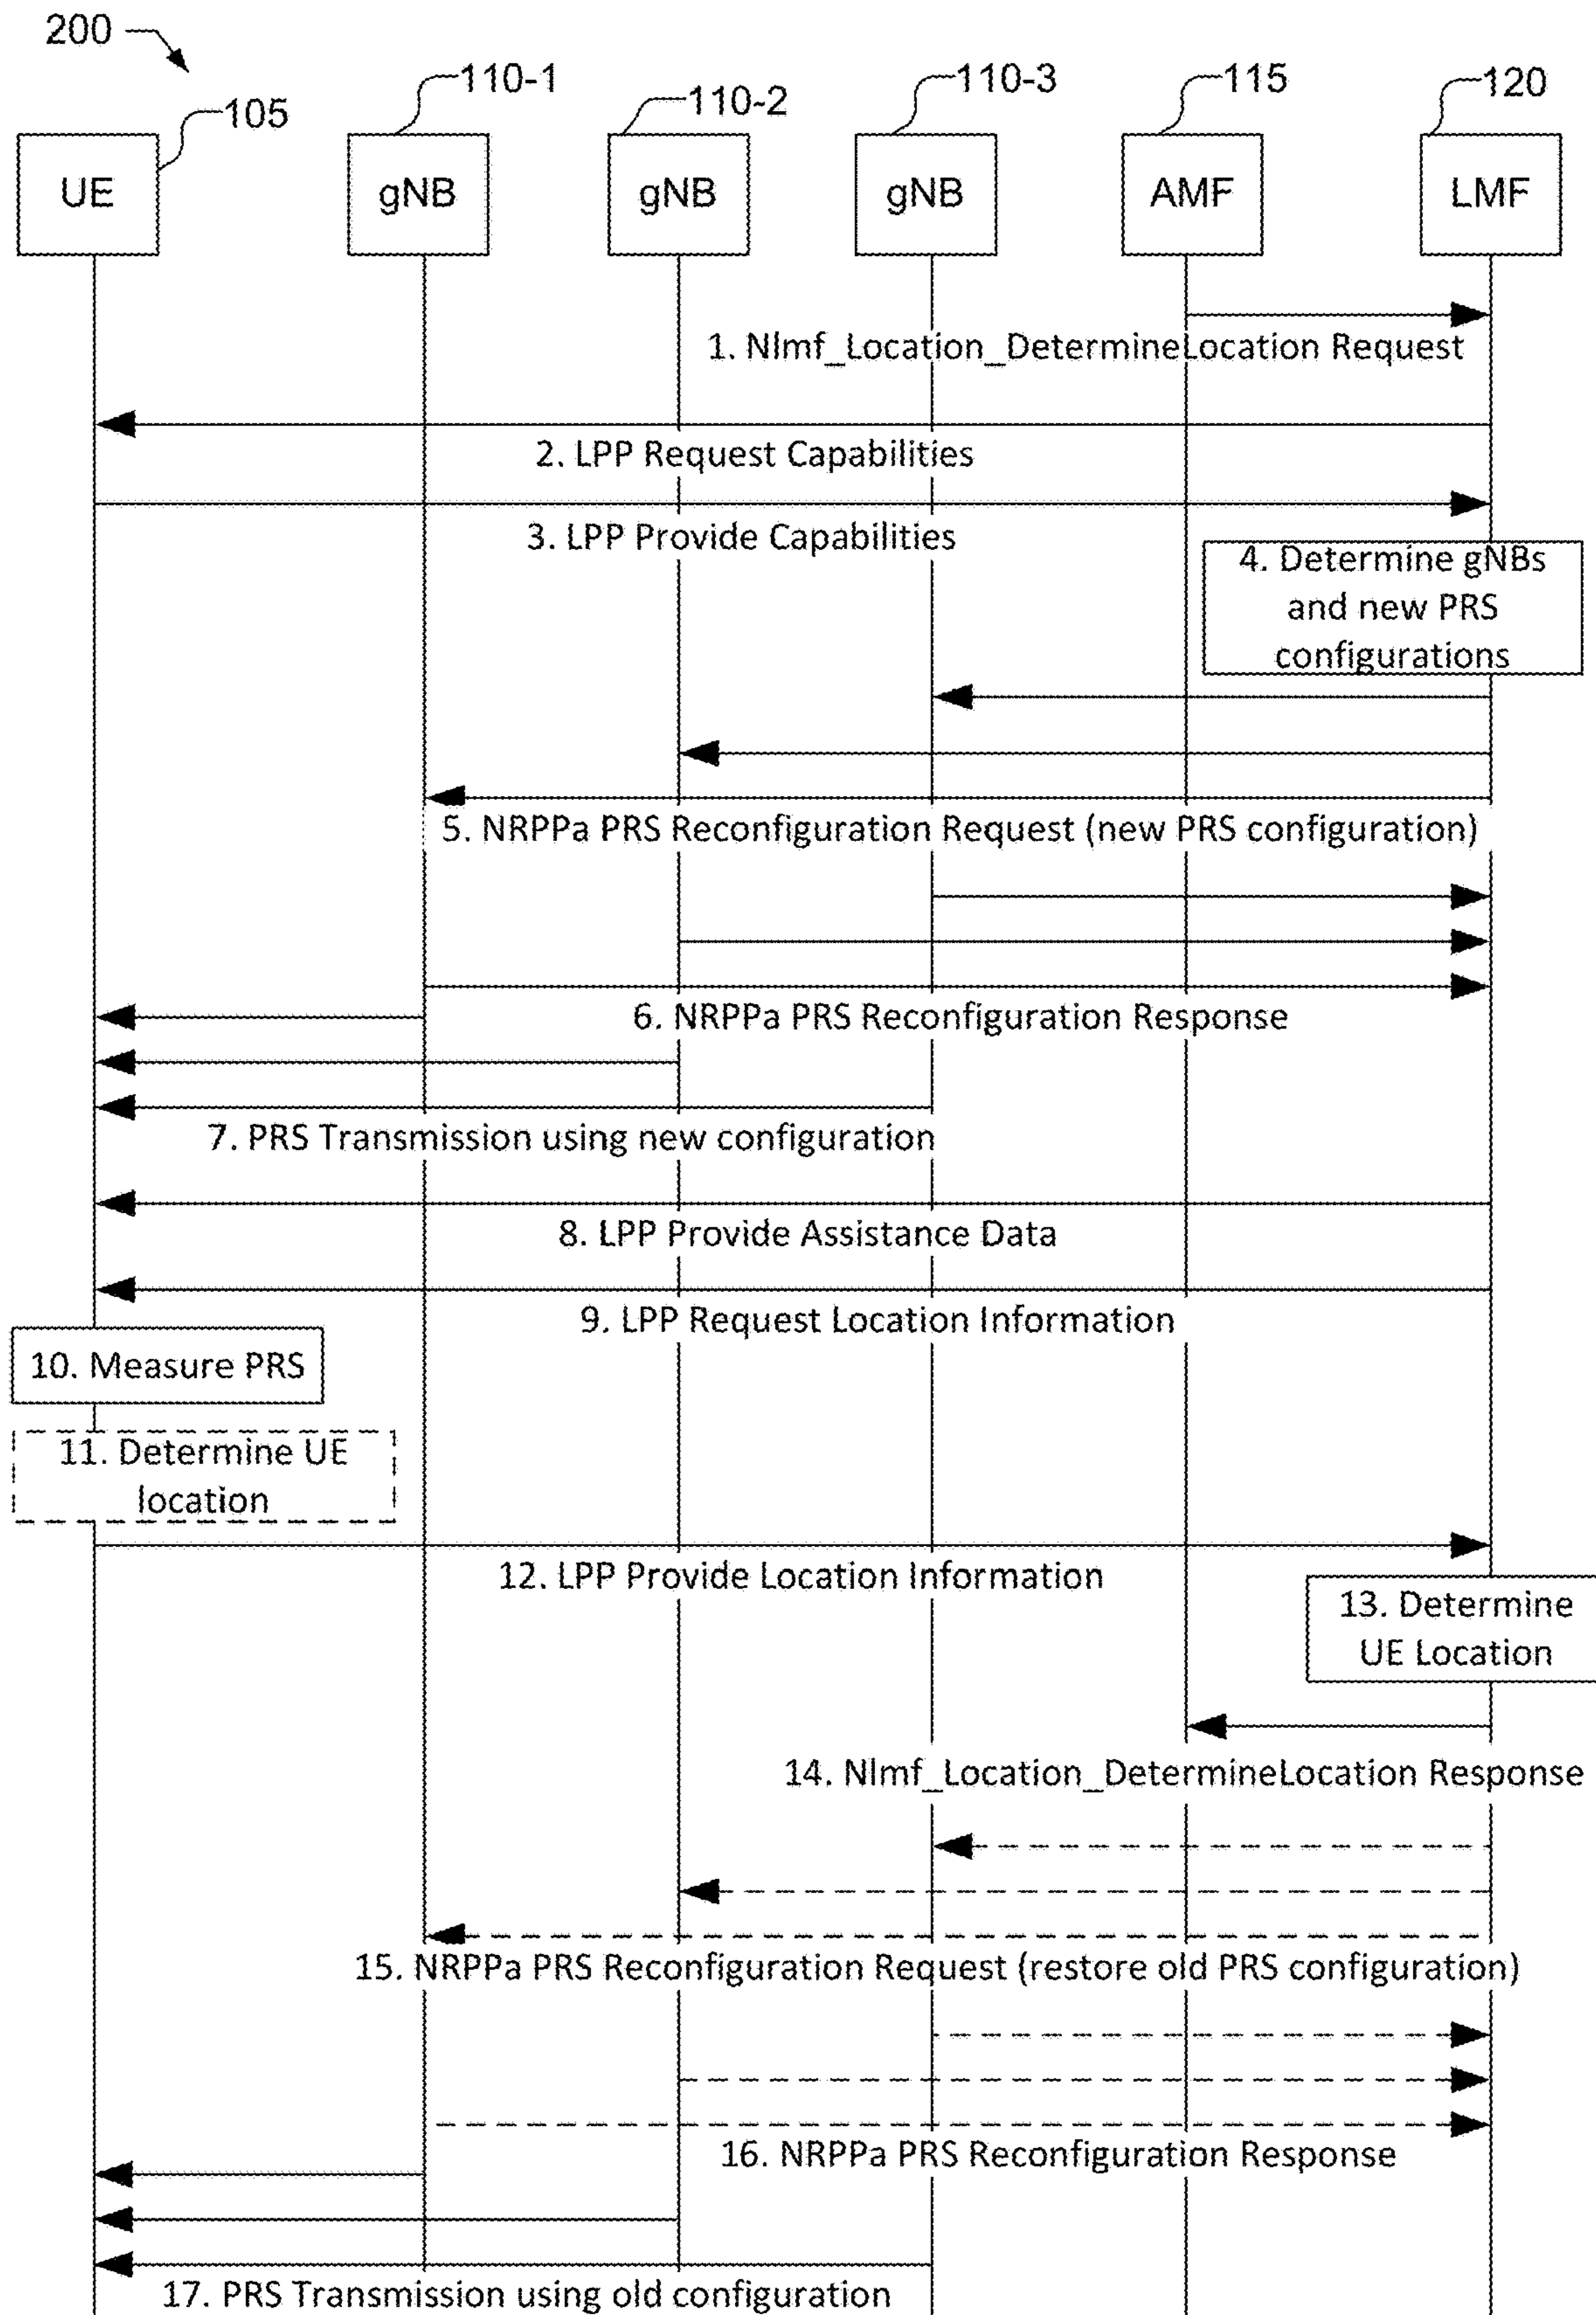 200
105
110-1
110-2
110-3
115
120
UE
gNB
gNB
gNB
AMF
LMF
1. Nlmf_Location_DetermineLocation Request
2. LPP Request Capabilities
3. LPP Provide Capabilities
4. Determine gNBs
and new PRS
configurations
5. NRPPa PRS Reconfiguration Request (new PRS configuration)
6. NRPPa PRS Reconfiguration Response
7. PRS Transmission using new configuration
8. LPP Provide Assistance Data
9. LPP Request Location Information
10. Measure PRS
11. Determine UE
location
12. LPP Provide Location Information
13. Determine
UE Location
14. Nlmf_Location_DetermineLocation Response
15. NRPPa PRS Reconfiguration Request (restore old PRS configuration)
16. NRPPa PRS Reconfiguration Response
17. PRS Transmission using old configuration